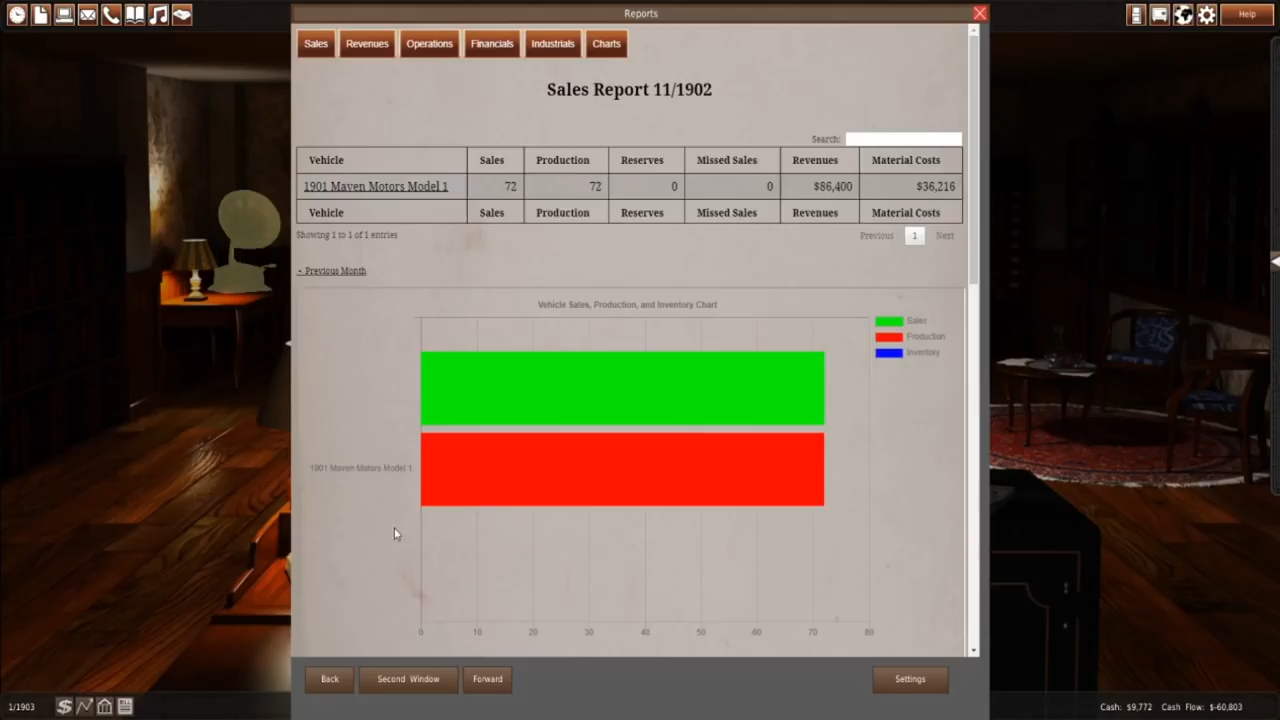 Reports
Help
Sales Revenues Operations Financials Industrials Charts
Sales Report 11/1902
Search:
Vehicle Sales Production Reserves Missed Sales Revenues Material Costs
1901 Maven Motors Model 1 72 72 0 0 $86,400 $36,216
Vehicle Sales Production Reserves Missed Sales Revenues Material Costs
Showing 1 to 1 of 1 entries
Previous 1 Next
- Previous Month
Vehicle Sales, Production, and Inventory Chart
Sales
Production
Inventory
1901 Maven Motors Model 1
0 10 20 30 40 50 60 70 80
Back Second Window Forward Settings
1/1903
Cash: $9,772 Cash Flow: $-60,803